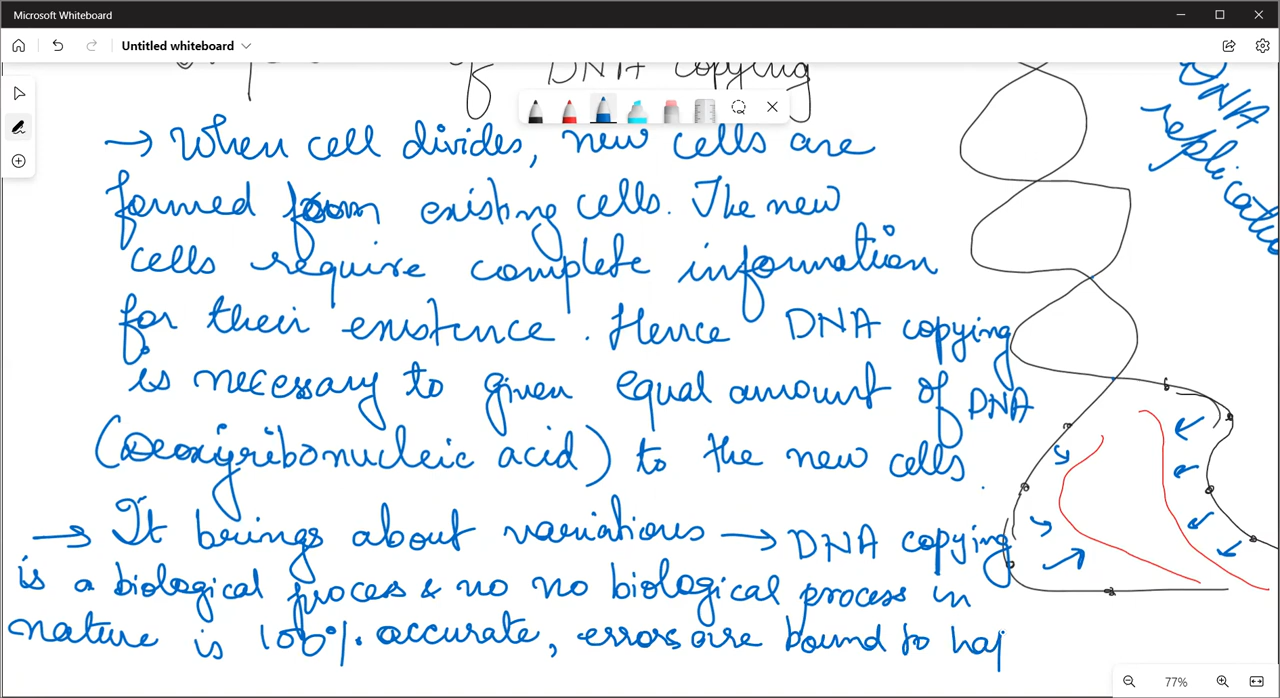 Microsoft Whiteboard
Untitled whiteboard
of DNA copying
DNA
→ When cell divides, new cells are
formed from existing cells. The new
cells require complete information
for their existence. Hence DNA copying
is necessary to given equal amount of DNA
(Deoxyribonucleic acid) to the new cells.
→ It brings about variations → DNA copying
is a biological process & no no biological process in
nature is 100% accurate, errors are bound to hap
77%